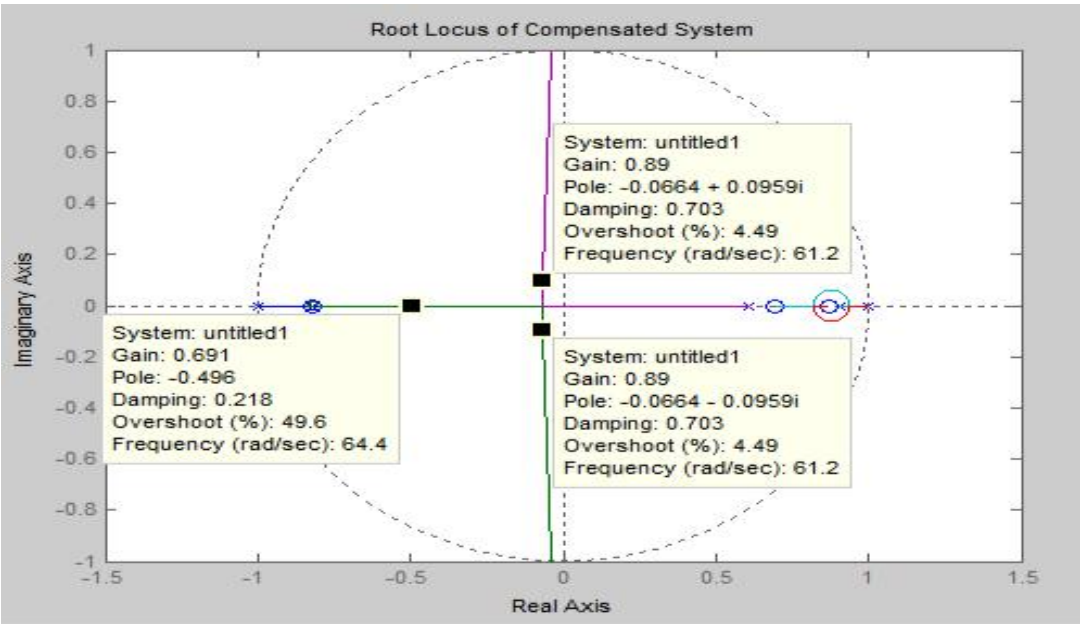 Root Locus of Compensated System
1
0.8
0.6
0.4
0.2
0
-0.2
-0.4
-0.6
-0.8
-1
Imaginary Axis
System: untitled1
Gain: 0.89
Pole: -0.0664 + 0.0959i
Damping: 0.703
Overshoot (%): 4.49
Frequency (rad/sec): 61.2
System: untitled1
Gain: 0.691
Pole: -0.496
Damping: 0.218
Overshoot (%): 49.6
Frequency (rad/sec): 64.4
System: untitled1
Gain: 0.89
Pole: -0.0664 - 0.0959i
Damping: 0.703
Overshoot (%): 4.49
Frequency (rad/sec): 61.2
-1.5 -1 -0.5 0 0.5 1 1.5
Real Axis